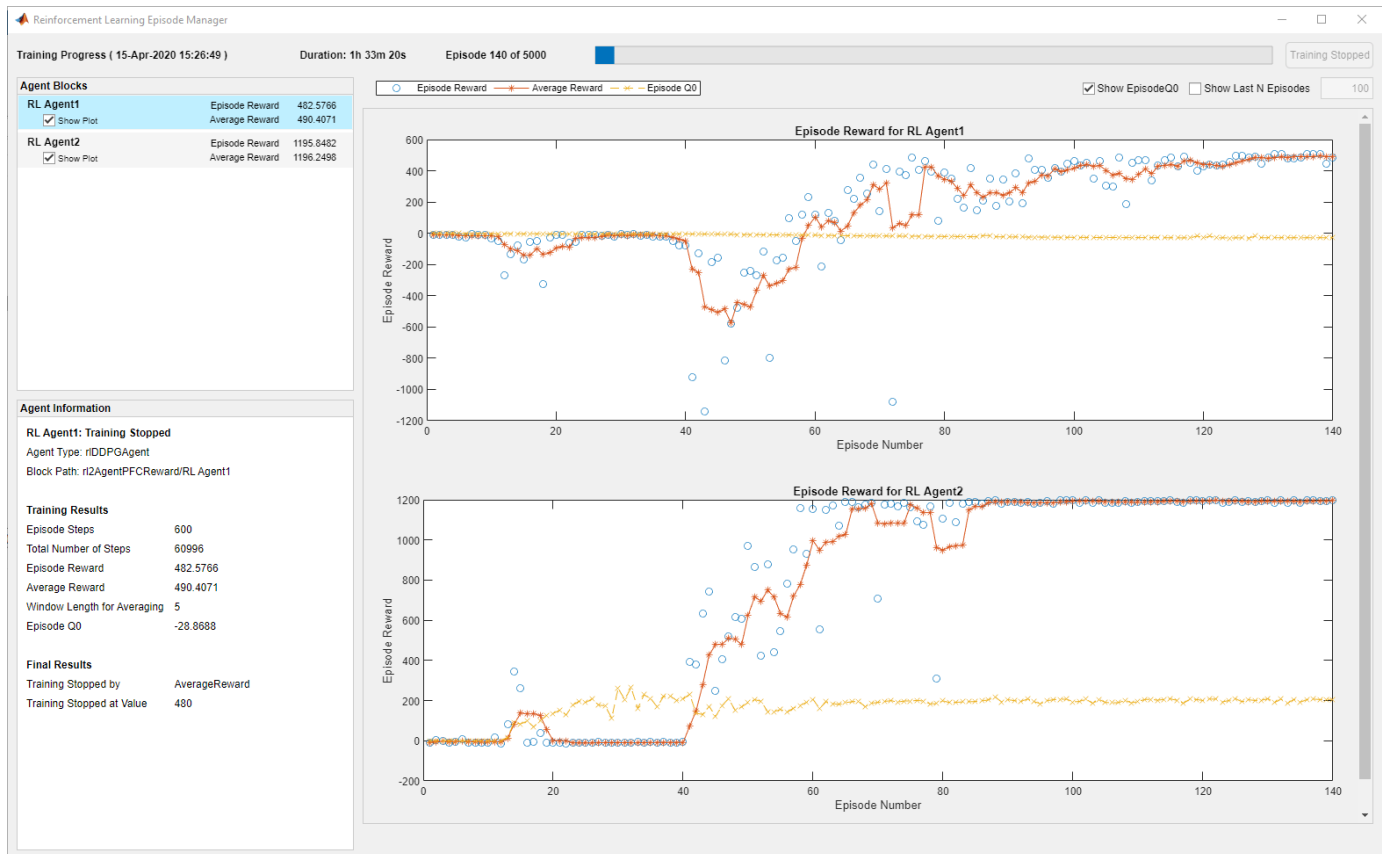 Reinforcement Learning Episode Manager
Training Progress ( 15-Apr-2020 15:26:49 ) Duration: 1h 33m 20s Episode 140 of 5000 Training Stopped
Agent Blocks
RL Agent1 Episode Reward 482.5766
Show Plot Average Reward 490.4071
RL Agent2 Episode Reward 1195.8482
Show Plot Average Reward 1196.2498
Agent Information
RL Agent1: Training Stopped
Agent Type: rlDDPGAgent
Block Path: rl2AgentPFCReward/RL Agent1
Training Results
Episode Steps 600
Total Number of Steps 60996
Episode Reward 482.5766
Average Reward 490.4071
Window Length for Averaging 5
Episode Q0 -28.8688
Final Results
Training Stopped by AverageReward
Training Stopped at Value 480
Episode Reward Average Reward Episode Q0
Show EpisodeQ0 Show Last N Episodes 100
Episode Reward for RL Agent1
600
400
200
0
-200
-400
-600
-800
-1000
-1200
Episode Reward
0 20 40 60 80 100 120 140
Episode Number
Episode Reward for RL Agent2
1200
1000
800
600
400
200
0
-200
Episode Reward
0 20 40 60 80 100 120 140
Episode Number